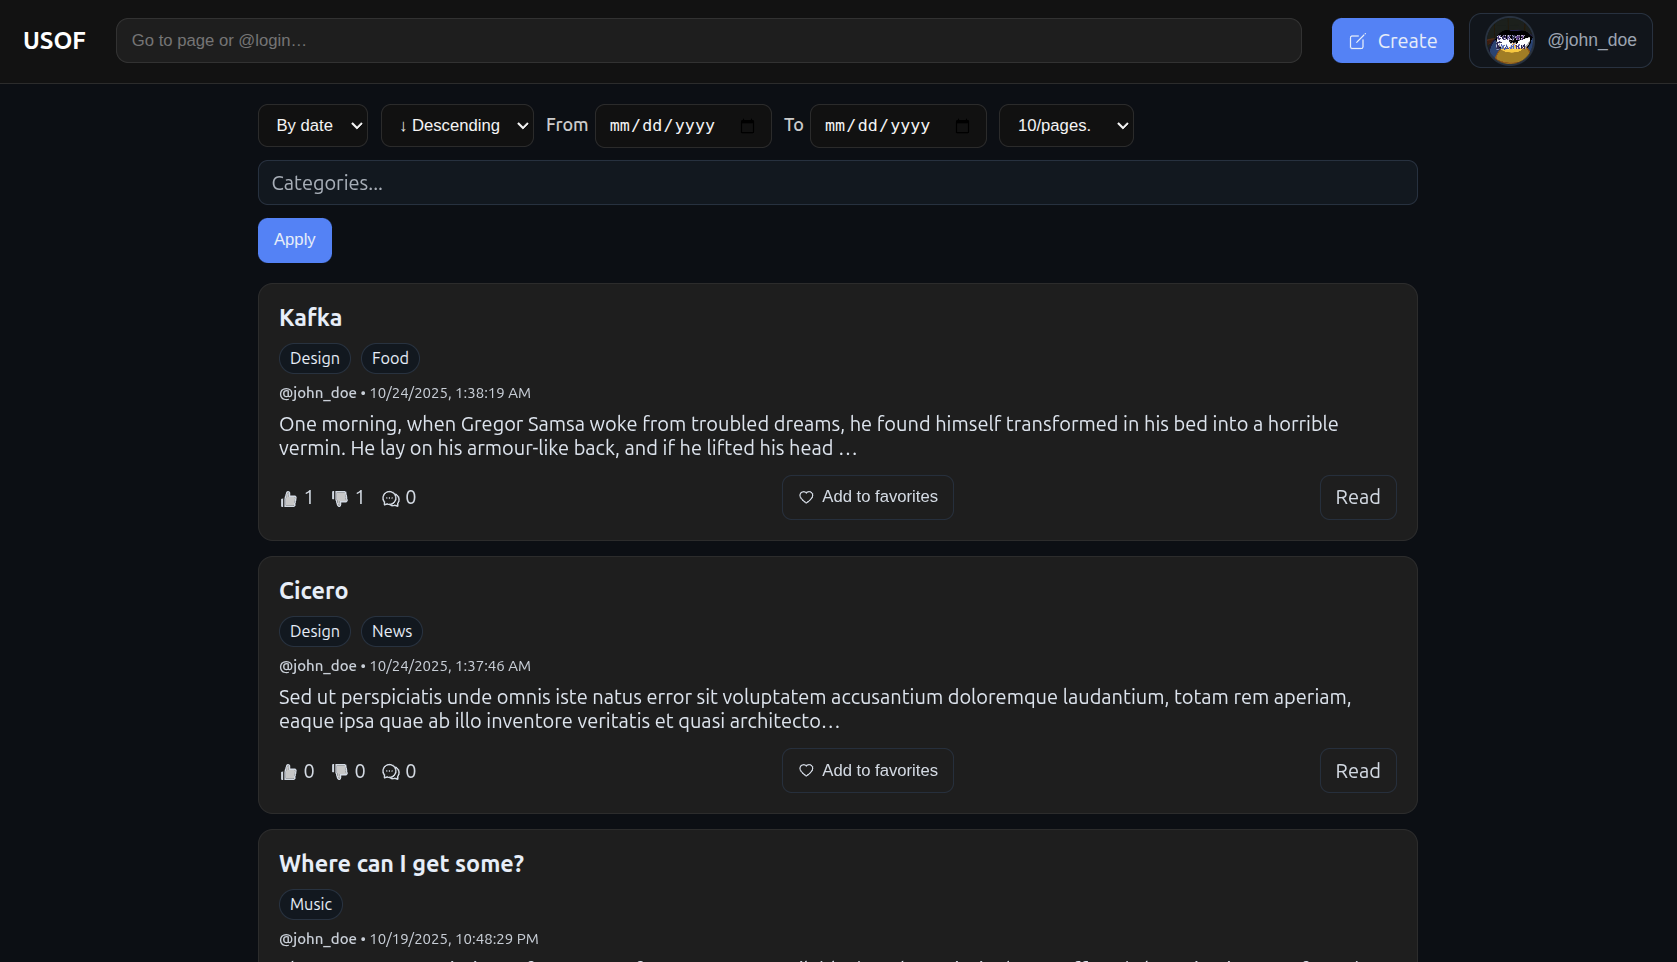 USOF
Go to page or @login…
Create
@john_doe
By date
↓ Descending
From
mm/dd/yyyy
To
mm/dd/yyyy
10/pages.
Categories...
Apply
Kafka
Design
Food
@john_doe • 10/24/2025, 1:38:19 AM
One morning, when Gregor Samsa woke from troubled dreams, he found himself transformed in his bed into a horrible
vermin. He lay on his armour-like back, and if he lifted his head …
1
1
0
Add to favorites
Read
Cicero
Design
News
@john_doe • 10/24/2025, 1:37:46 AM
Sed ut perspiciatis unde omnis iste natus error sit voluptatem accusantium doloremque laudantium, totam rem aperiam,
eaque ipsa quae ab illo inventore veritatis et quasi architecto…
0
0
0
Add to favorites
Read
Where can I get some?
Music
@john_doe • 10/19/2025, 10:48:29 PM